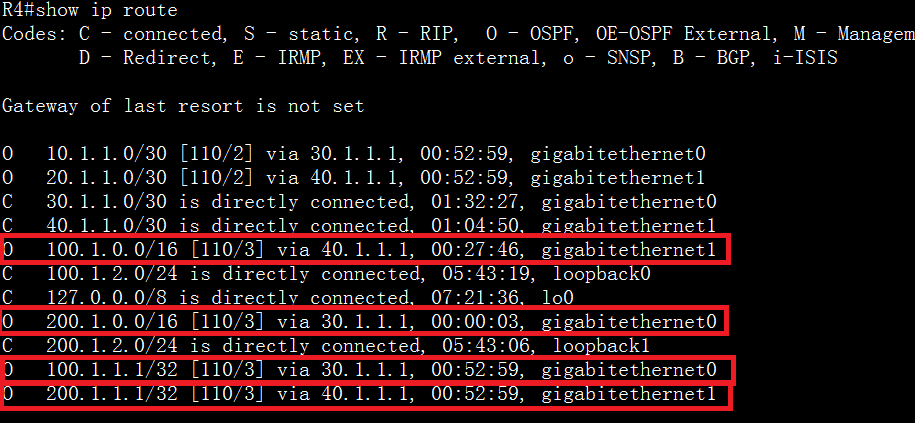 R4#show ip route
Codes: C - connected, S - static, R - RIP, O - OSPF, OE-OSPF External, M - Managem
D - Redirect, E - IRMP, EX - IRMP external, o - SNSP, B - BGP, i-ISIS
Gateway of last resort is not set
O 10.1.1.0/30 [110/2] via 30.1.1.1, 00:52:59, gigabitethernet0
O 20.1.1.0/30 [110/2] via 40.1.1.1, 00:52:59, gigabitethernet1
C 30.1.1.0/30 is directly connected, 01:32:27, gigabitethernet0
C 40.1.1.0/30 is directly connected, 01:04:50, gigabitethernet1
O 100.1.0.0/16 [110/3] via 40.1.1.1, 00:27:46, gigabitethernet1
C 100.1.2.0/24 is directly connected, 05:43:19, loopback0
C 127.0.0.0/8 is directly connected, 07:21:36, lo0
O 200.1.0.0/16 [110/3] via 30.1.1.1, 00:00:03, gigabitethernet0
C 200.1.2.0/24 is directly connected, 05:43:06, loopback1
O 100.1.1.1/32 [110/3] via 30.1.1.1, 00:52:59, gigabitethernet0
O 200.1.1.1/32 [110/3] via 40.1.1.1, 00:52:59, gigabitethernet1